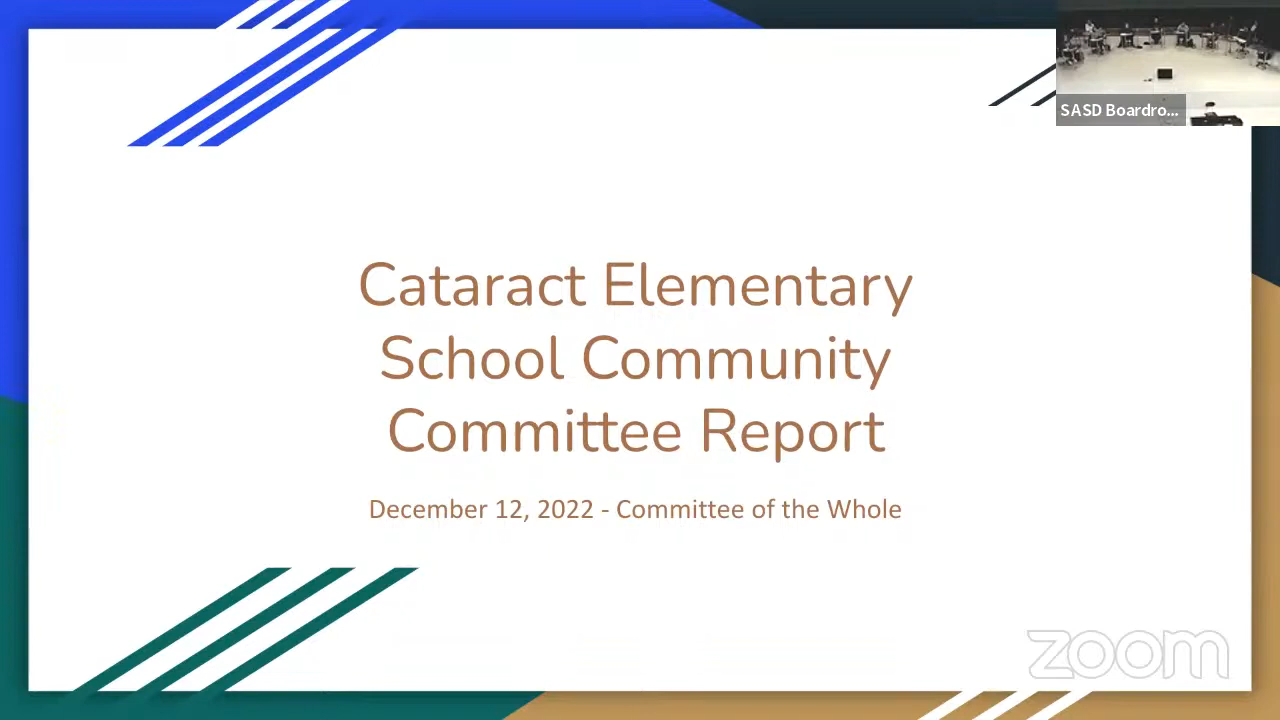 SASD Boardro...
Cataract Elementary
School Community
Committee Report
December 12, 2022 - Committee of the Whole
zoom